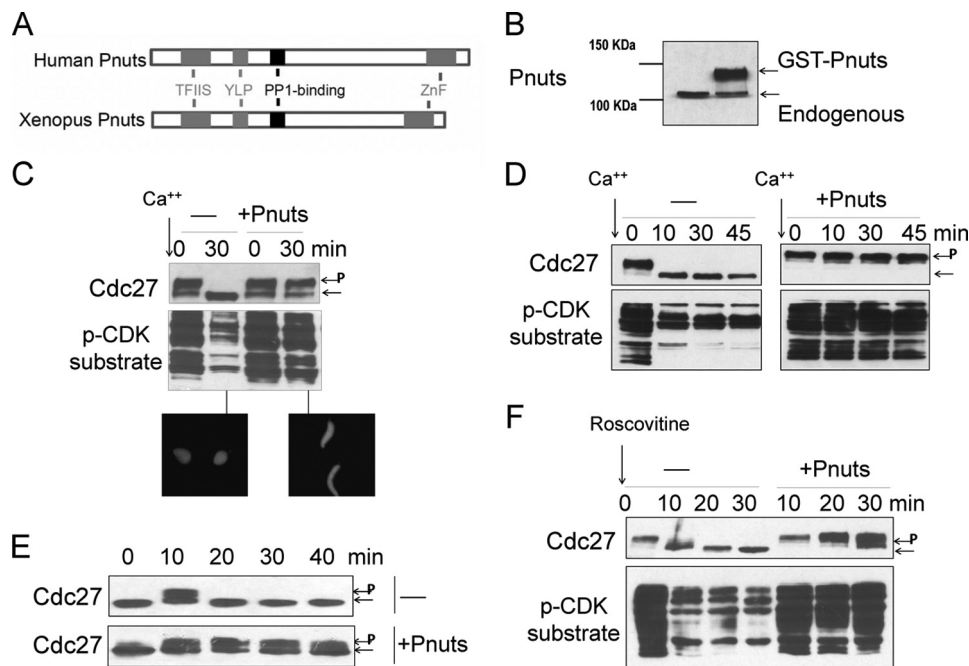 A
Human Pnuts
TFIIS YLP PP1-binding ZnF
Xenopus Pnuts
B
150 KDa
Pnuts
100 KDa
GST-Pnuts
Endogenous
C
Ca++
— +Pnuts
0 30 0 30 min
Cdc27
P
p-CDK
substrate
D
Ca++ Ca++
— +Pnuts
0 10 30 45 0 10 30 45 min
Cdc27
P
p-CDK
substrate
E
0 10 20 30 40 min
Cdc27
P
—
Cdc27
P
+Pnuts
F
Roscovitine
— +Pnuts
0 10 20 30 10 20 30 min
Cdc27
P
p-CDK
substrate